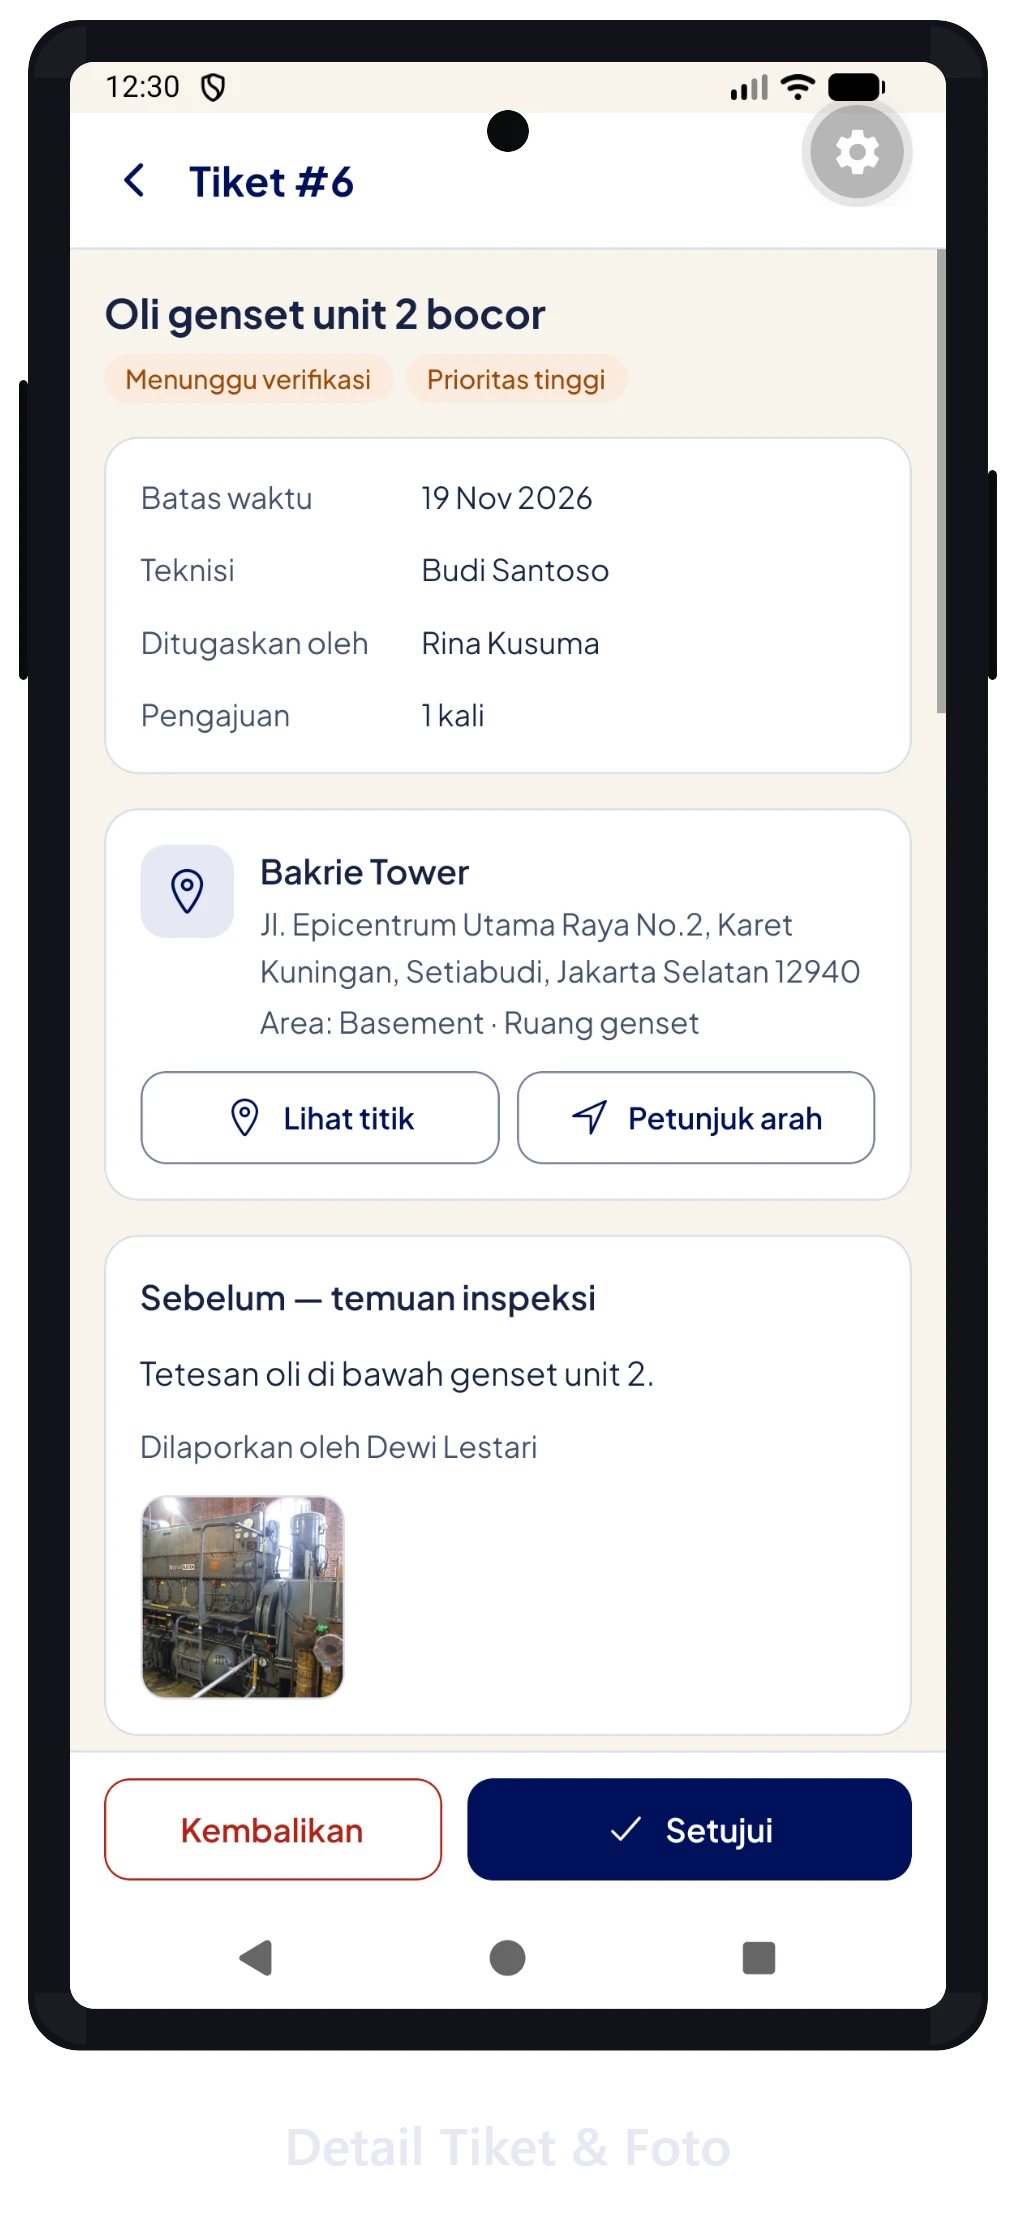 12:30
Tiket #6
Oli genset unit 2 bocor
Menunggu verifikasi Prioritas tinggi
Batas waktu 19 Nov 2026
Teknisi Budi Santoso
Ditugaskan oleh Rina Kusuma
Pengajuan 1 kali
Bakrie Tower
Jl. Epicentrum Utama Raya No.2, Karet
Kuningan, Setiabudi, Jakarta Selatan 12940
Area: Basement · Ruang genset
Lihat titik Petunjuk arah
Sebelum — temuan inspeksi
Tetesan oli di bawah genset unit 2.
Dilaporkan oleh Dewi Lestari
Kembalikan Setujui
Detail Tiket & Foto